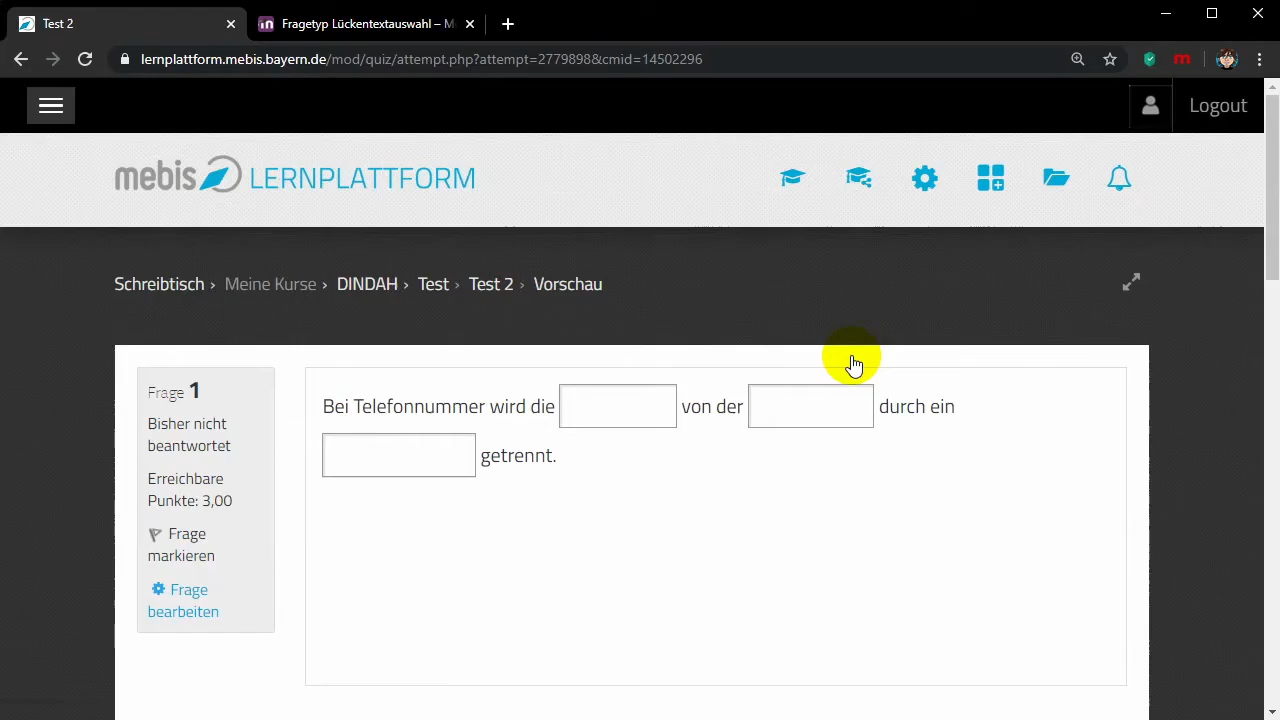 Test 2
Fragetyp Lückentextauswahl – M
lernplattform.mebis.bayern.de/mod/quiz/attempt.php?attempt=2779898&cmid=14502296
Logout
mebis LERNPLATTFORM
Schreibtisch › Meine Kurse › DINDAH › Test › Test 2 › Vorschau
Frage 1
Bisher nicht
beantwortet
Erreichbare
Punkte: 3,00
Frage
markieren
Frage
bearbeiten
Bei Telefonnummer wird die von der durch ein
getrennt.